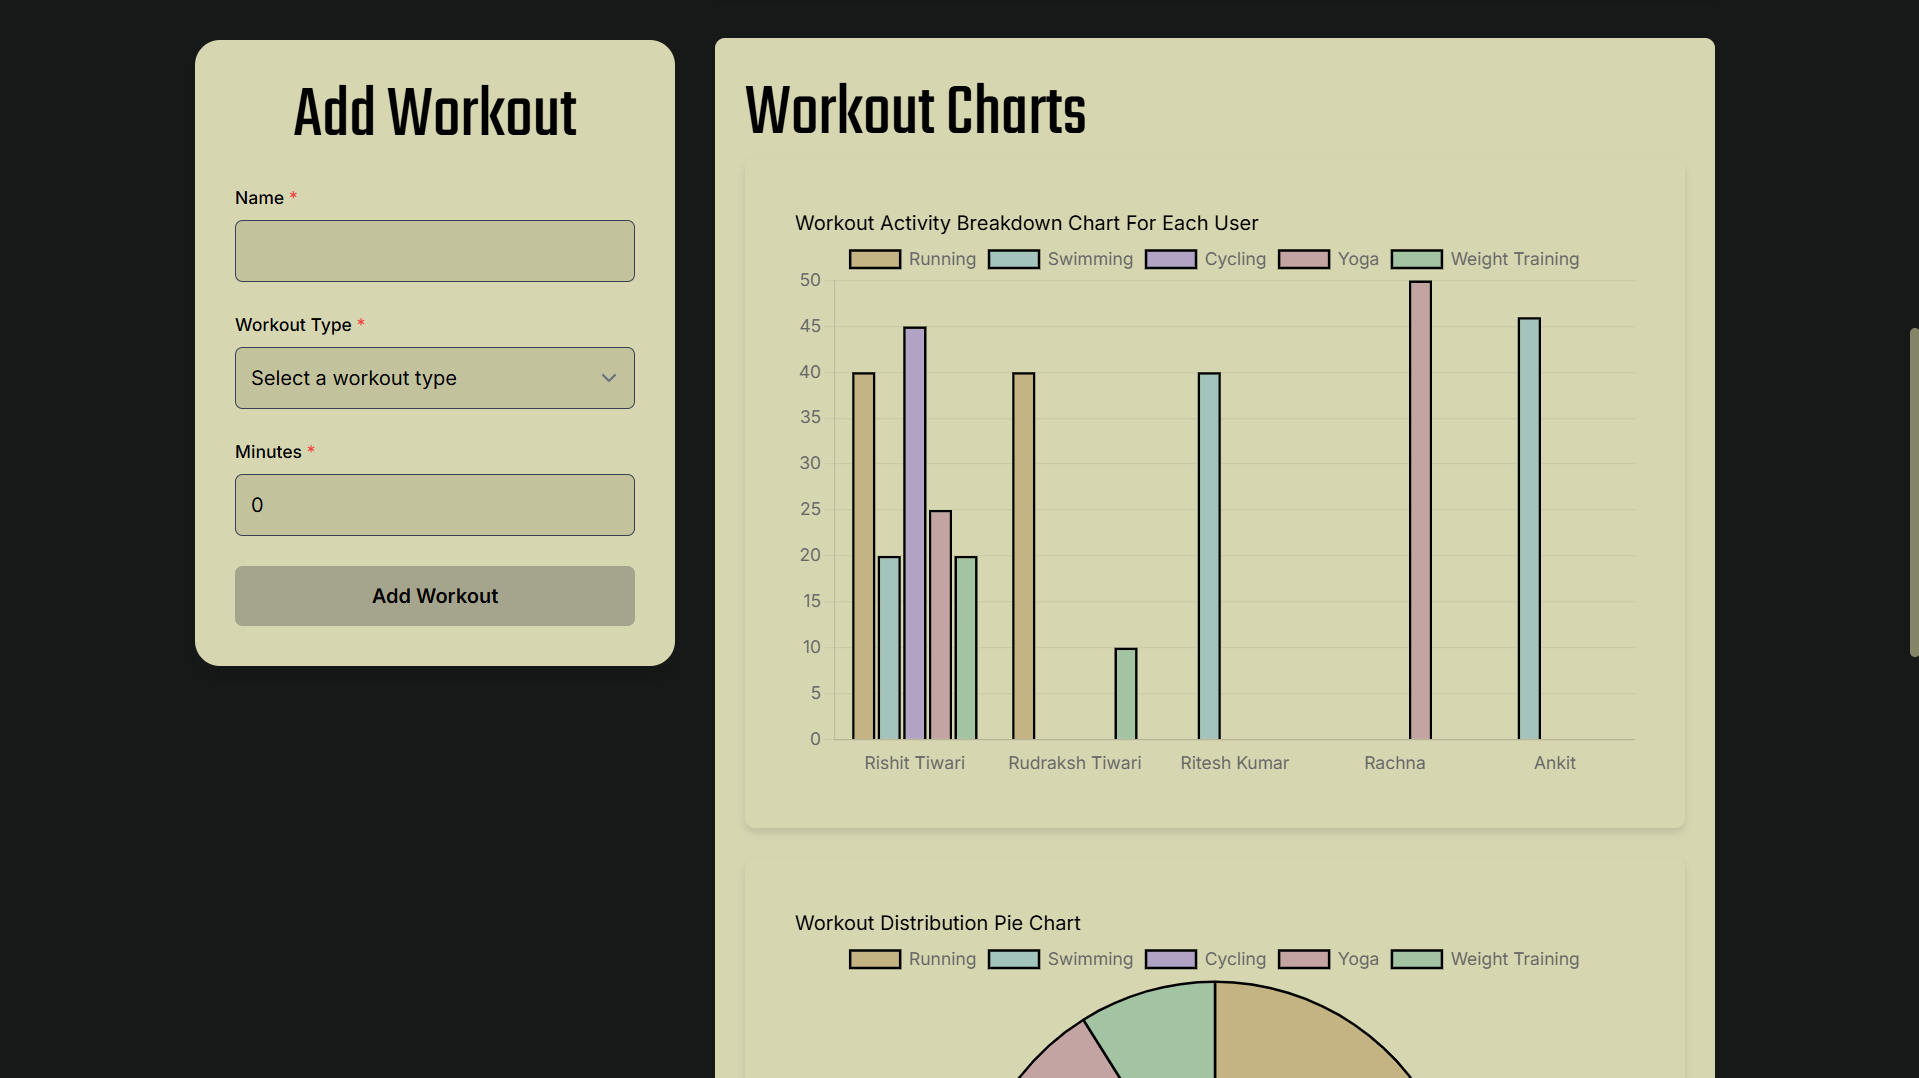 Add Workout
Name *
Workout Type *
Select a workout type
Minutes *
0
Add Workout
Workout Charts
Workout Activity Breakdown Chart For Each User
Running Swimming Cycling Yoga Weight Training
50
45
40
35
30
25
20
15
10
5
0
Rishit Tiwari Rudraksh Tiwari Ritesh Kumar Rachna Ankit
Workout Distribution Pie Chart
Running Swimming Cycling Yoga Weight Training